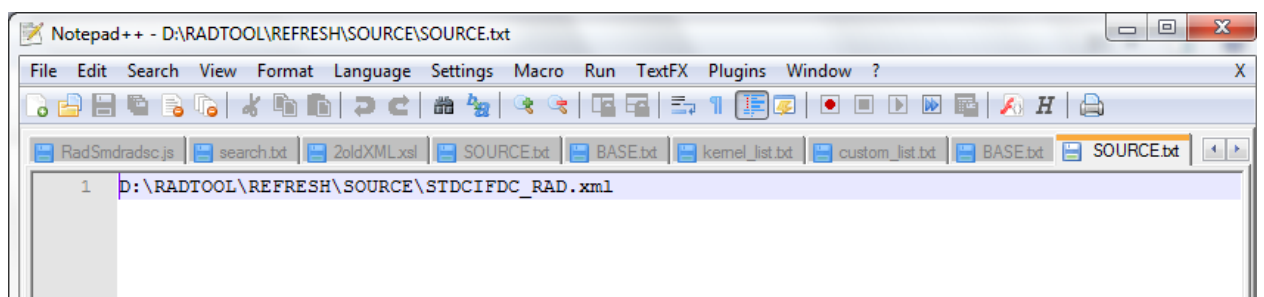 Notepad++ - D:\RADTOOL\REFRESH\SOURCE\SOURCE.txt
File Edit Search View Format Language Settings Macro Run TextFX Plugins Window ? X
RadSmdradsc.js search.txt 2oldXML.xsl SOURCE.txt BASE.txt kernel_list.txt custom_list.txt BASE.txt SOURCE.txt
1 D:\RADTOOL\REFRESH\SOURCE\STDCIFDC_RAD.xml